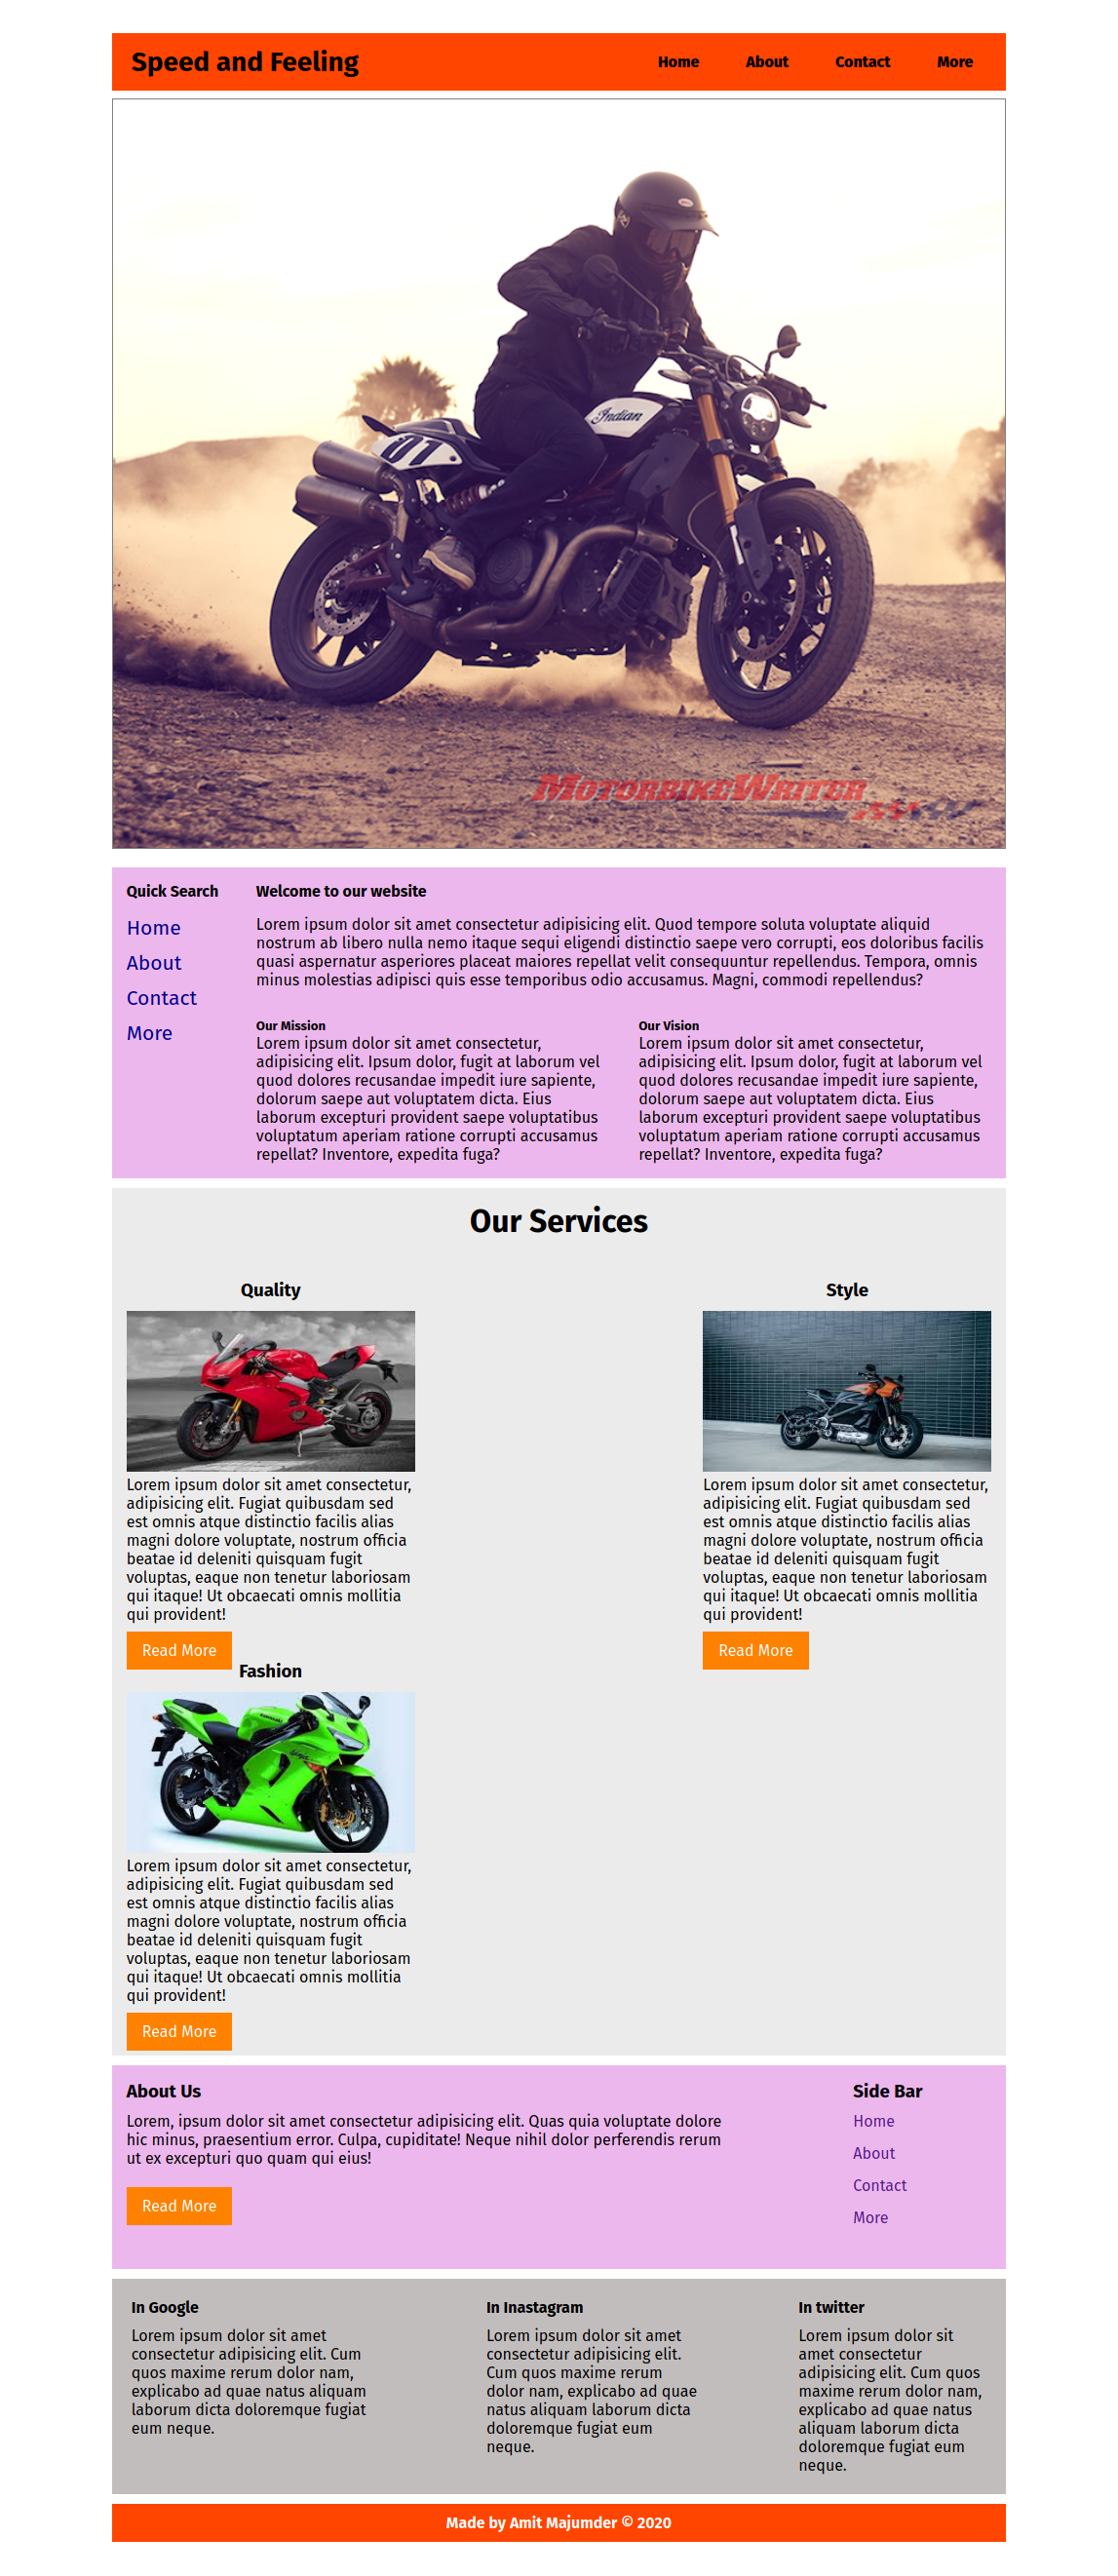 Speed and Feeling
Home About Contact More
Indian
01
MotorbikeWriter
Quick Search
Home
About
Contact
More
Welcome to our website
Lorem ipsum dolor sit amet consectetur adipisicing elit. Quod tempore soluta voluptate aliquid
nostrum ab libero nulla nemo itaque sequi eligendi distinctio saepe vero corrupti, eos doloribus facilis
quasi aspernatur asperiores placeat maiores repellat velit consequuntur repellendus. Tempora, omnis
minus molestias adipisci quis esse temporibus odio accusamus. Magni, commodi repellendus?
Our Mission
Lorem ipsum dolor sit amet consectetur,
adipisicing elit. Ipsum dolor, fugit at laborum vel
quod dolores recusandae impedit iure sapiente,
dolorum saepe aut voluptatem dicta. Eius
laborum excepturi provident saepe voluptatibus
voluptatum aperiam ratione corrupti accusamus
repellat? Inventore, expedita fuga?
Our Vision
Lorem ipsum dolor sit amet consectetur,
adipisicing elit. Ipsum dolor, fugit at laborum vel
quod dolores recusandae impedit iure sapiente,
dolorum saepe aut voluptatem dicta. Eius
laborum excepturi provident saepe voluptatibus
voluptatum aperiam ratione corrupti accusamus
repellat? Inventore, expedita fuga?
Our Services
Quality
Lorem ipsum dolor sit amet consectetur,
adipisicing elit. Fugiat quibusdam sed
est omnis atque distinctio facilis alias
magni dolore voluptate, nostrum officia
beatae id deleniti quisquam fugit
voluptas, eaque non tenetur laboriosam
qui itaque! Ut obcaecati omnis mollitia
qui provident!
Read More
Style
Lorem ipsum dolor sit amet consectetur,
adipisicing elit. Fugiat quibusdam sed
est omnis atque distinctio facilis alias
magni dolore voluptate, nostrum officia
beatae id deleniti quisquam fugit
voluptas, eaque non tenetur laboriosam
qui itaque! Ut obcaecati omnis mollitia
qui provident!
Read More
Fashion
Lorem ipsum dolor sit amet consectetur,
adipisicing elit. Fugiat quibusdam sed
est omnis atque distinctio facilis alias
magni dolore voluptate, nostrum officia
beatae id deleniti quisquam fugit
voluptas, eaque non tenetur laboriosam
qui itaque! Ut obcaecati omnis mollitia
qui provident!
Read More
About Us
Lorem, ipsum dolor sit amet consectetur adipisicing elit. Quas quia voluptate dolore
hic minus, praesentium error. Culpa, cupiditate! Neque nihil dolor perferendis rerum
ut ex excepturi quo quam qui eius!
Read More
Side Bar
Home
About
Contact
More
In Google
Lorem ipsum dolor sit amet
consectetur adipisicing elit. Cum
quos maxime rerum dolor nam,
explicabo ad quae natus aliquam
laborum dicta doloremque fugiat
eum neque.
In Inastagram
Lorem ipsum dolor sit amet
consectetur adipisicing elit.
Cum quos maxime rerum
dolor nam, explicabo ad quae
natus aliquam laborum dicta
doloremque fugiat eum
neque.
In twitter
Lorem ipsum dolor sit
amet consectetur
adipisicing elit. Cum quos
maxime rerum dolor nam,
explicabo ad quae natus
aliquam laborum dicta
doloremque fugiat eum
neque.
Made by Amit Majumder © 2020